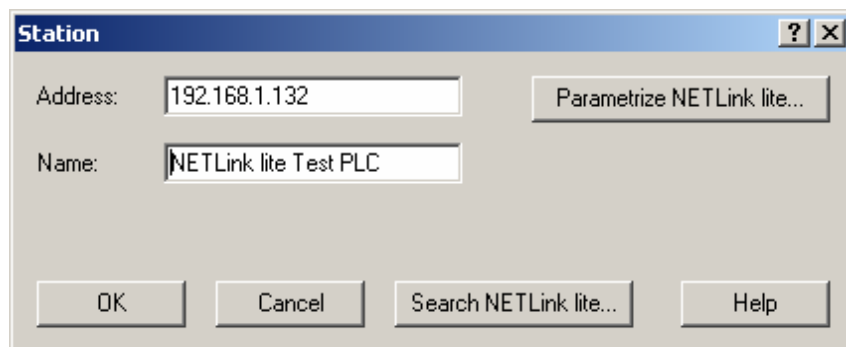 Station
Address: 192.168.1.132 Parametrize NETLink lite...
Name: NETLink lite Test PLC
OK Cancel Search NETLink lite... Help